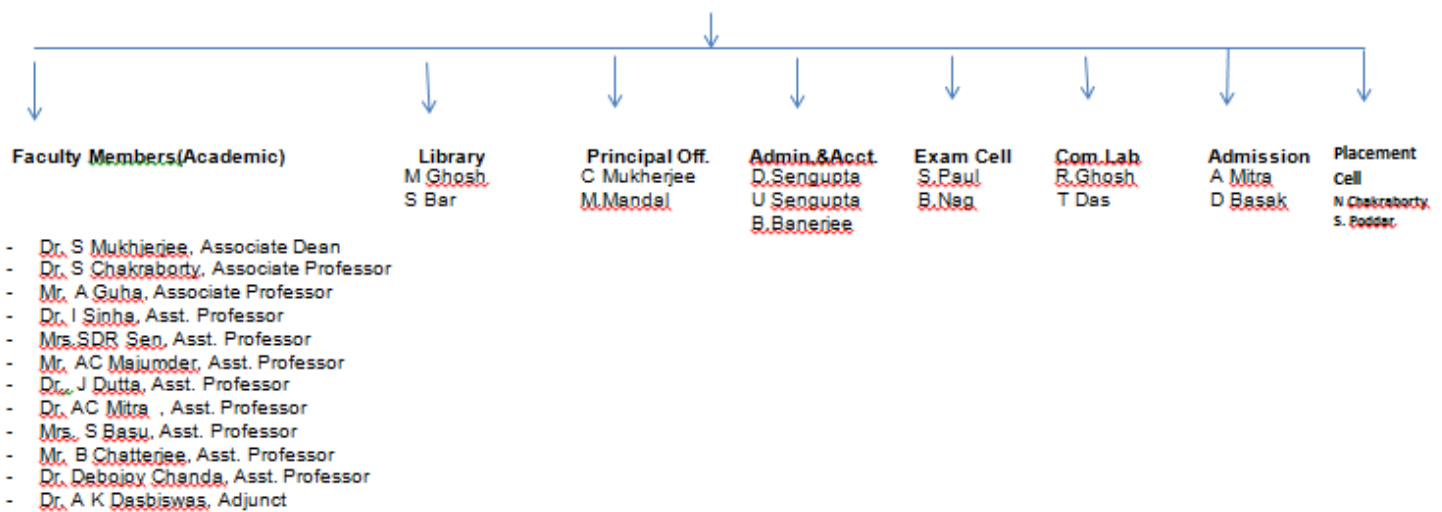 Faculty Members(Academic)
Library
M Ghosh
S Bar
Principal Off.
C Mukherjee
M.Mandal
Admin.&Acct.
D.Sengupta
U Sengupta
B.Banerjee
Exam Cell
S.Paul
B.Nag
Com.Lab
R.Ghosh
T Das
Admission
A Mitra
D Basak
Placement
Cell
N Chakraborty
S. Poddar
- Dr. S Mukhjerjee, Associate Dean
- Dr. S Chakraborty, Associate Professor
- Mr. A Guha, Associate Professor
- Dr. I Sinha, Asst. Professor
- Mrs.SDR Sen, Asst. Professor
- Mr. AC Majumder, Asst. Professor
- Dr.. J Dutta, Asst. Professor
- Dr. AC Mitra , Asst. Professor
- Mrs. S Basu, Asst. Professor
- Mr. B Chatterjee, Asst. Professor
- Dr. Debojoy Chanda, Asst. Professor
- Dr. A K Dasbiswas, Adjunct